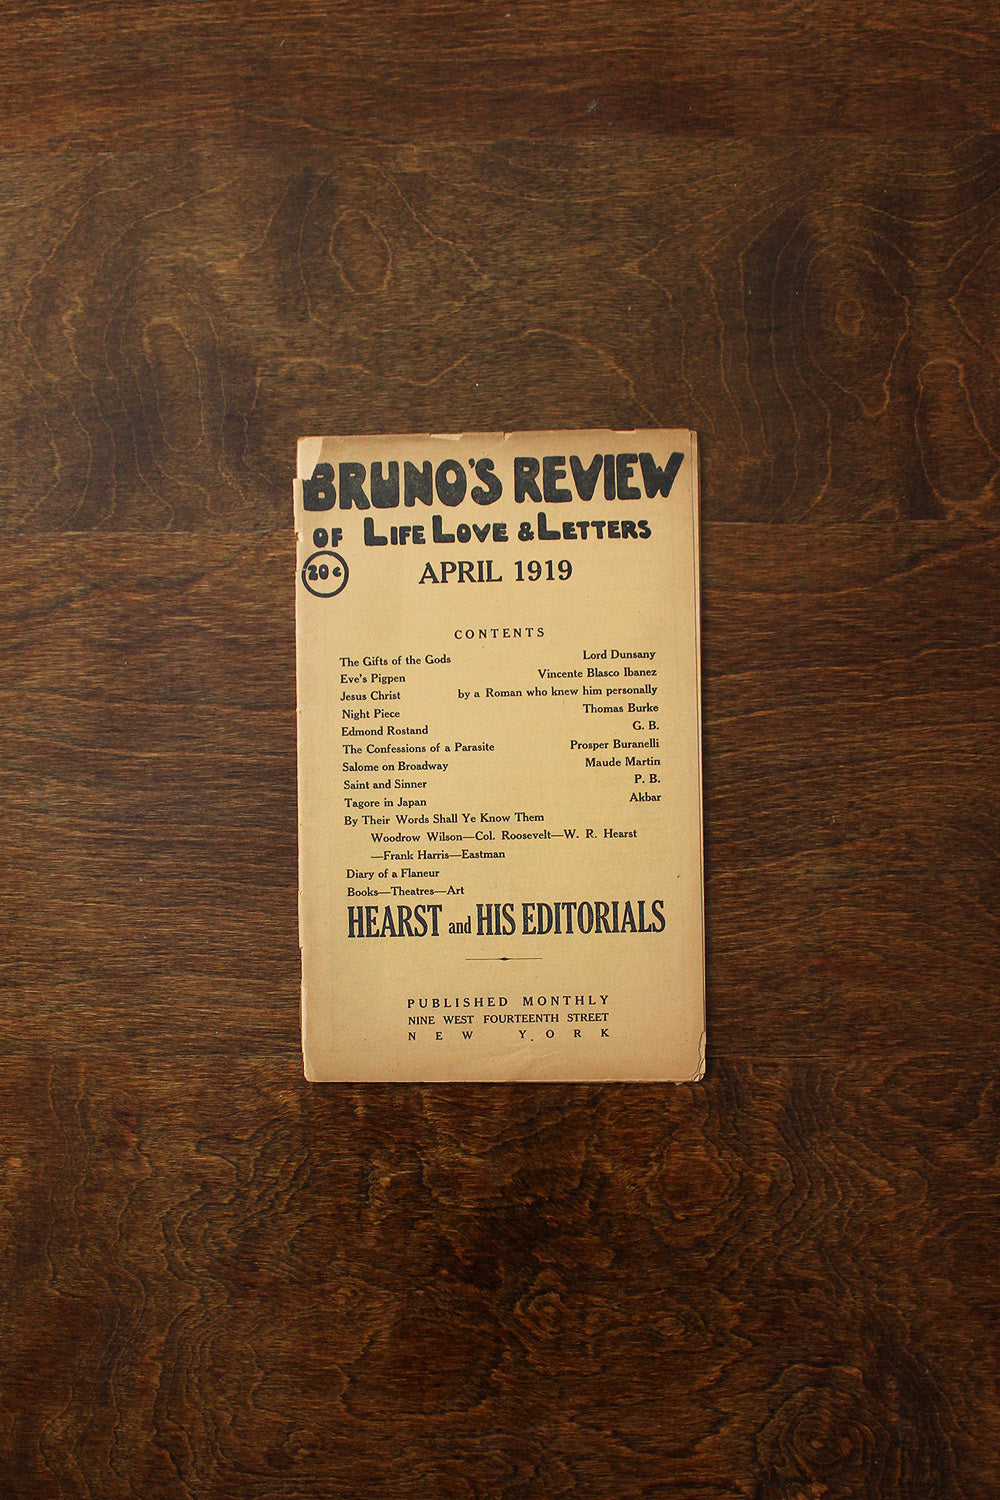 BRUNO'S REVIEW
OF LIFE LOVE & LETTERS
20c
APRIL 1919
CONTENTS
The Gifts of the Gods Lord Dunsany
Eve's Pigpen Vincente Blasco Ibanez
Jesus Christ by a Roman who knew him personally
Night Piece Thomas Burke
Edmond Rostand G. B.
The Confessions of a Parasite Prosper Buranelli
Salome on Broadway Maude Martin
Saint and Sinner P. B.
Tagore in Japan Akbar
By Their Words Shall Ye Know Them
Woodrow Wilson—Col. Roosevelt—W. R. Hearst
—Frank Harris—Eastman
Diary of a Flaneur
Books—Theatres—Art
HEARST and HIS EDITORIALS
PUBLISHED MONTHLY
NINE WEST FOURTEENTH STREET
NEW YORK